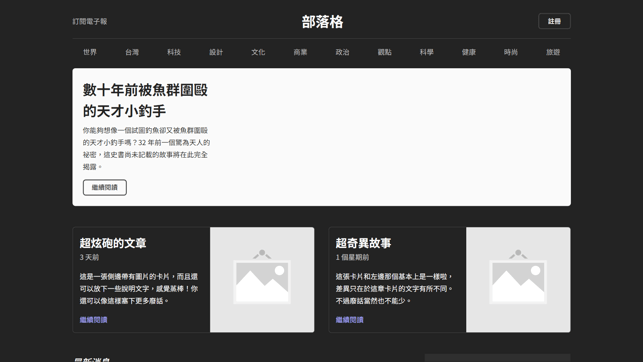 訂閱電子報
部落格
註冊
世界 台灣 科技 設計 文化 商業 政治 觀點 科學 健康 時尚 旅遊
數十年前被魚群圍毆
的天才小釣手
你能夠想像一個試圖釣魚卻又被魚群圍毆
的天才小釣手嗎？32 年前一個驚為天人的
祕密，這史書尚未記載的故事將在此完全
揭露。
繼續閱讀
超炫砲的文章
3 天前
這是一張側邊帶有圖片的卡片，而且還
可以放下一些說明文字，感覺甚棒！你
還可以像這樣塞下更多廢話。
繼續閱讀
超奇異故事
1 個星期前
這張卡片和左邊那個基本上是一樣啦，
差異只在於這章卡片的文字有所不同。
不過廢話當然也不能少。
繼續閱讀
最新消息